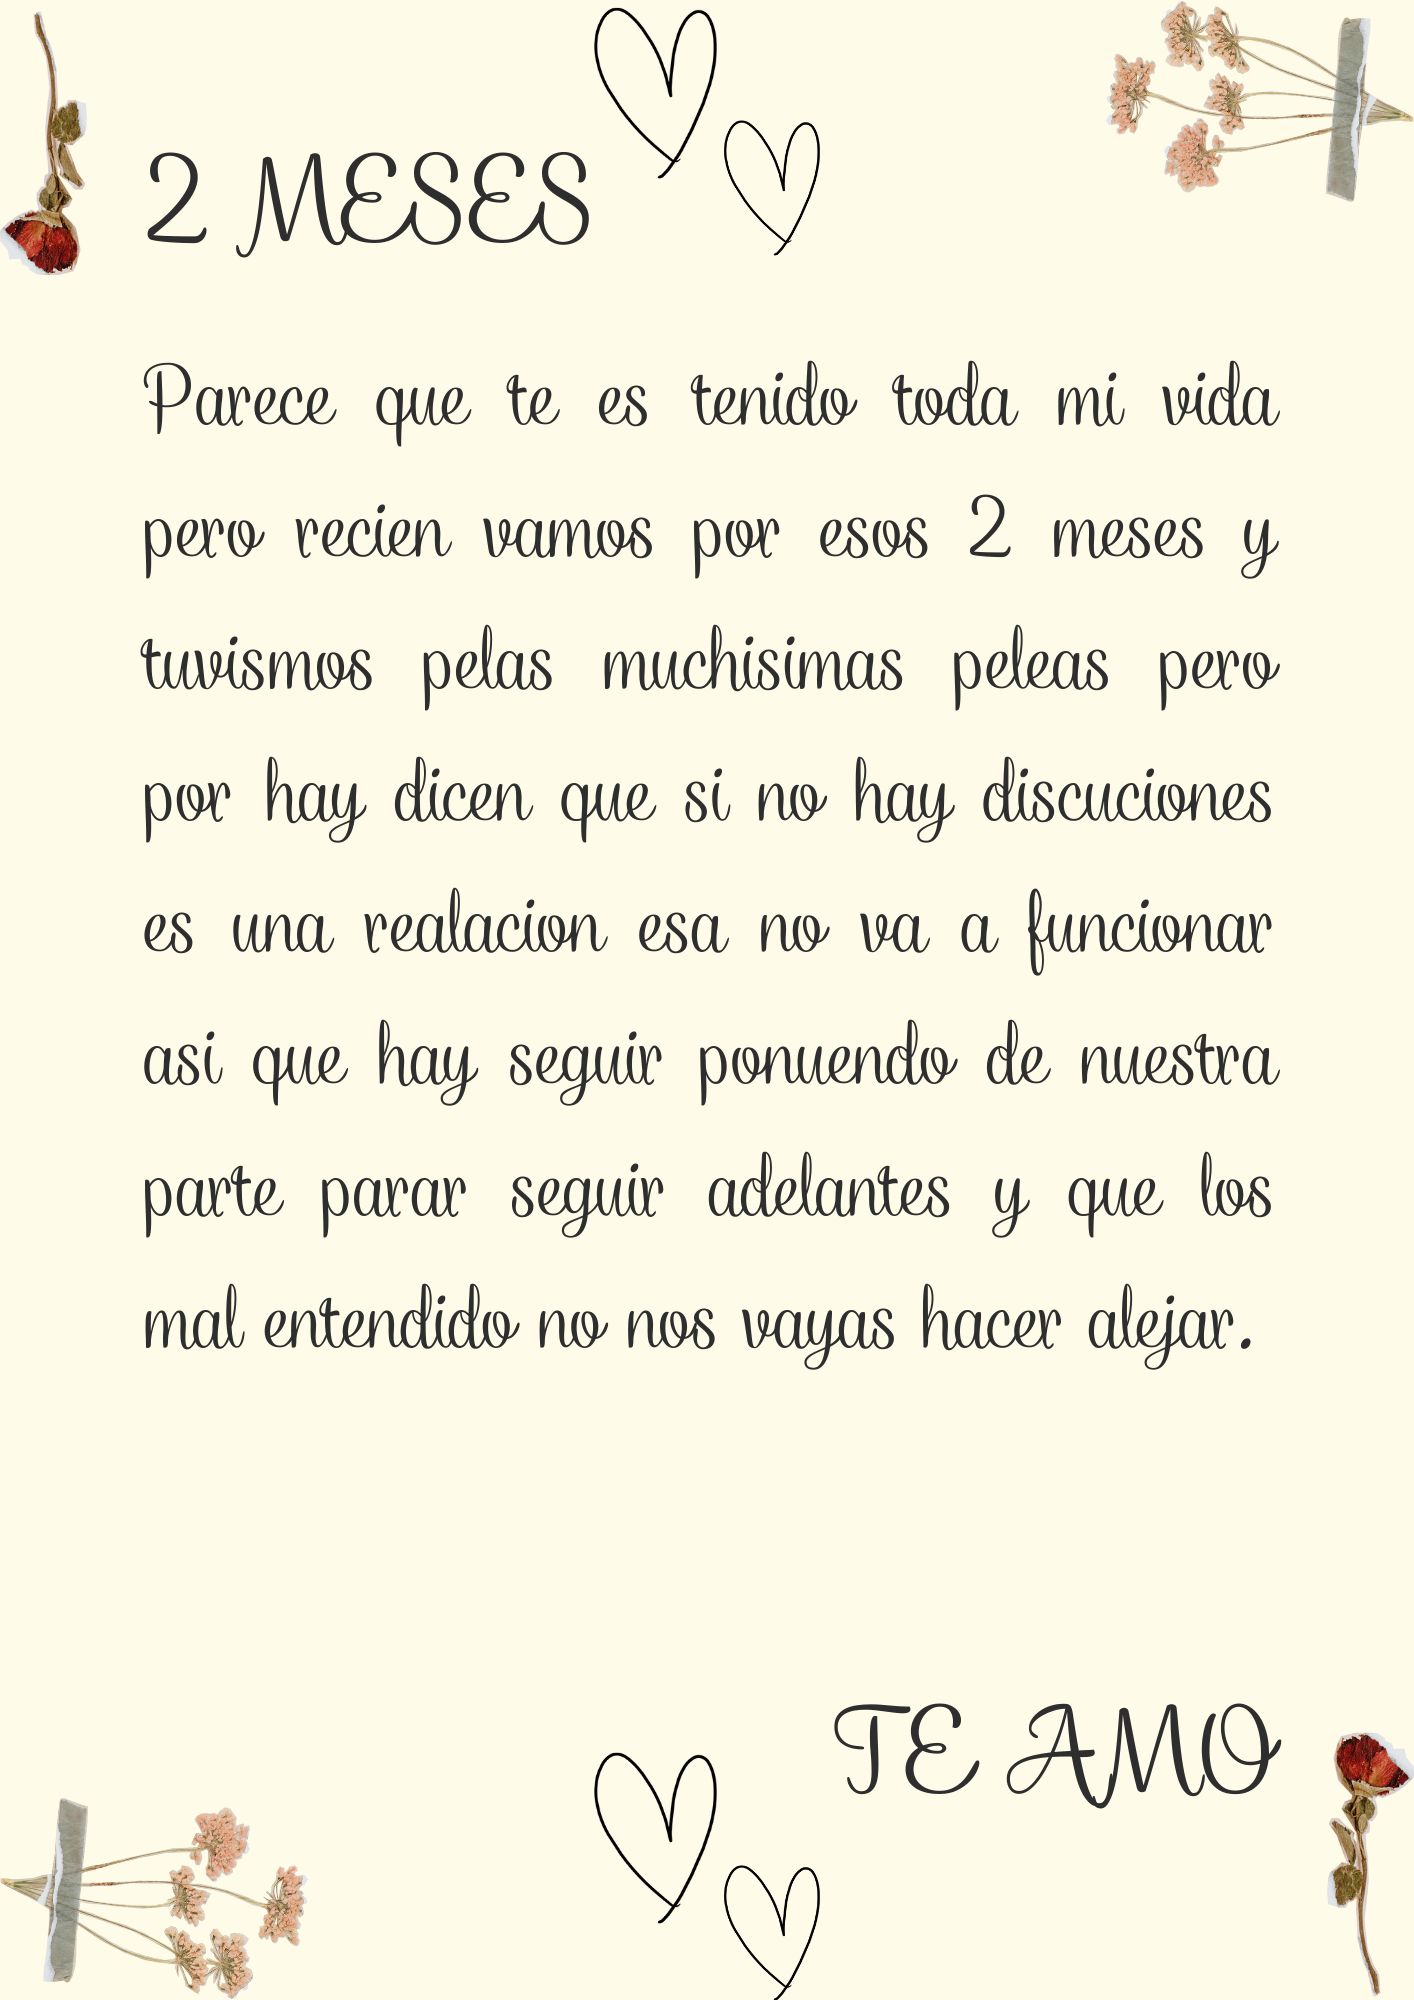 2 MESES
Parece que te es tenido toda mi vida
pero recien vamos por esos 2 meses y
tuvismos pelas muchisimas peleas pero
por hay dicen que si no hay discuciones
es una realacion esa no va a funcionar
asi que hay seguir ponuendo de nuestra
parte parar seguir adelantes y que los
mal entendido no nos vayas hacer alejar.
TE AMO